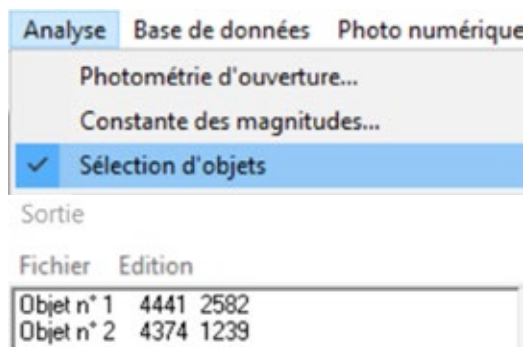 Analyse Base de données Photo numérique
Photométrie d'ouverture...
Constante des magnitudes...
Sélection d'objets
Sortie
Fichier Edition
Objet n° 1 4441 2582
Objet n° 2 4374 1239